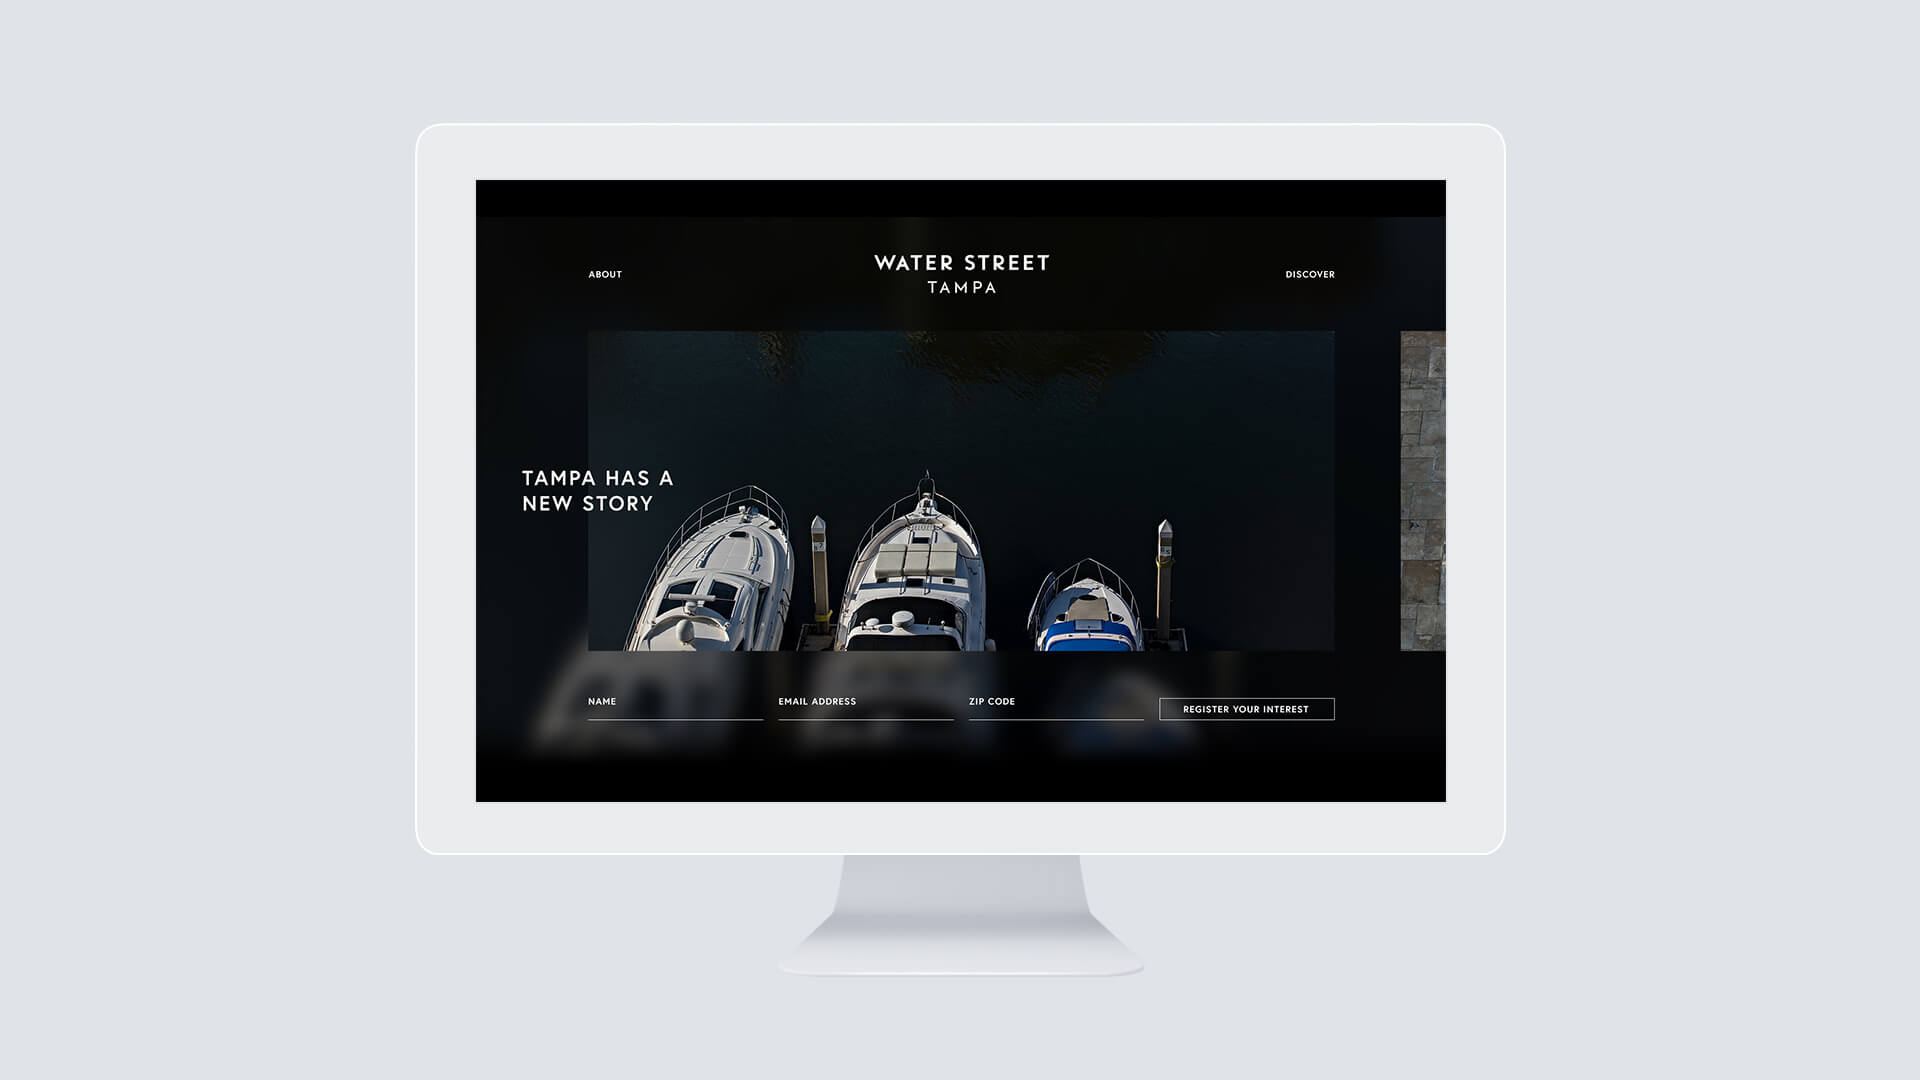 ABOUT
WATER STREET
TAMPA
DISCOVER
TAMPA HAS A
NEW STORY
NAME
EMAIL ADDRESS
ZIP CODE
REGISTER YOUR INTEREST